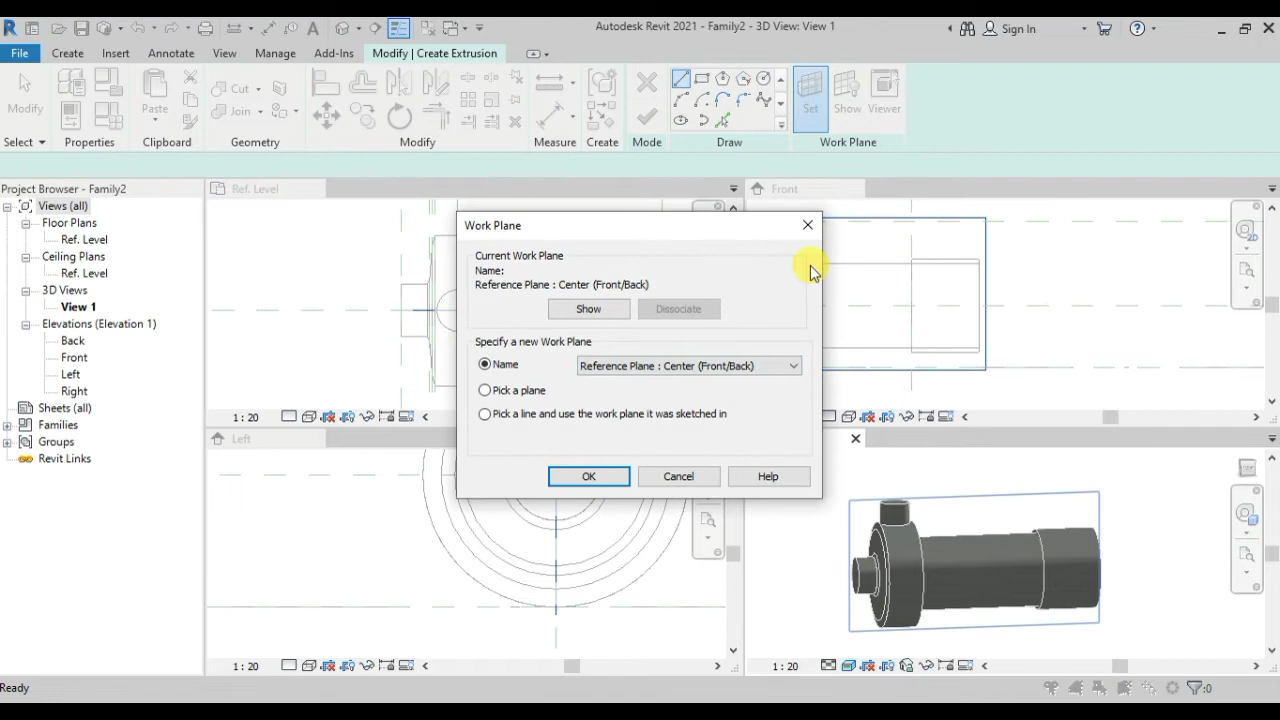 Autodesk Revit 2021 - Family2 - 3D View: View 1
Sign In
File
Create
Insert
Annotate
View
Manage
Add-Ins
Modify | Create Extrusion
Modify
Paste
Cut
Join
Set
Show
Viewer
Select
Properties
Clipboard
Geometry
Modify
Measure
Create
Mode
Draw
Work Plane
Project Browser - Family2
Ref. Level
Front
Views (all)
Floor Plans
Ref. Level
Ceiling Plans
Ref. Level
3D Views
View 1
Elevations (Elevation 1)
Back
Front
Left
Right
Sheets (all)
Families
Groups
Revit Links
Work Plane
Current Work Plane
Name:
Reference Plane : Center (Front/Back)
Show
Dissociate
Specify a new Work Plane
Name
Reference Plane : Center (Front/Back)
Pick a plane
Pick a line and use the work plane it was sketched in
OK
Cancel
Help
1 : 20
Left
1 : 20
1 : 20
Ready
:0